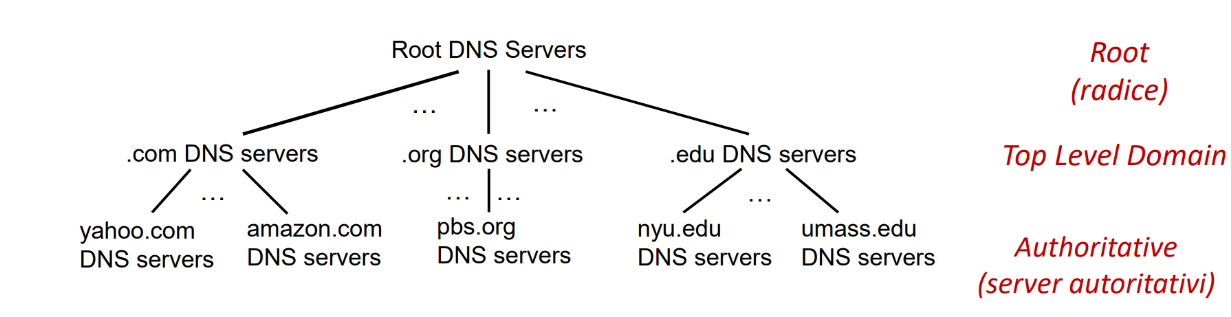 Root DNS Servers
Root
(radice)
… …
.com DNS servers
.org DNS servers
.edu DNS servers
Top Level Domain
… … … …
yahoo.com
DNS servers
amazon.com
DNS servers
pbs.org
DNS servers
nyu.edu
DNS servers
umass.edu
DNS servers
Authoritative
(server autoritativi)